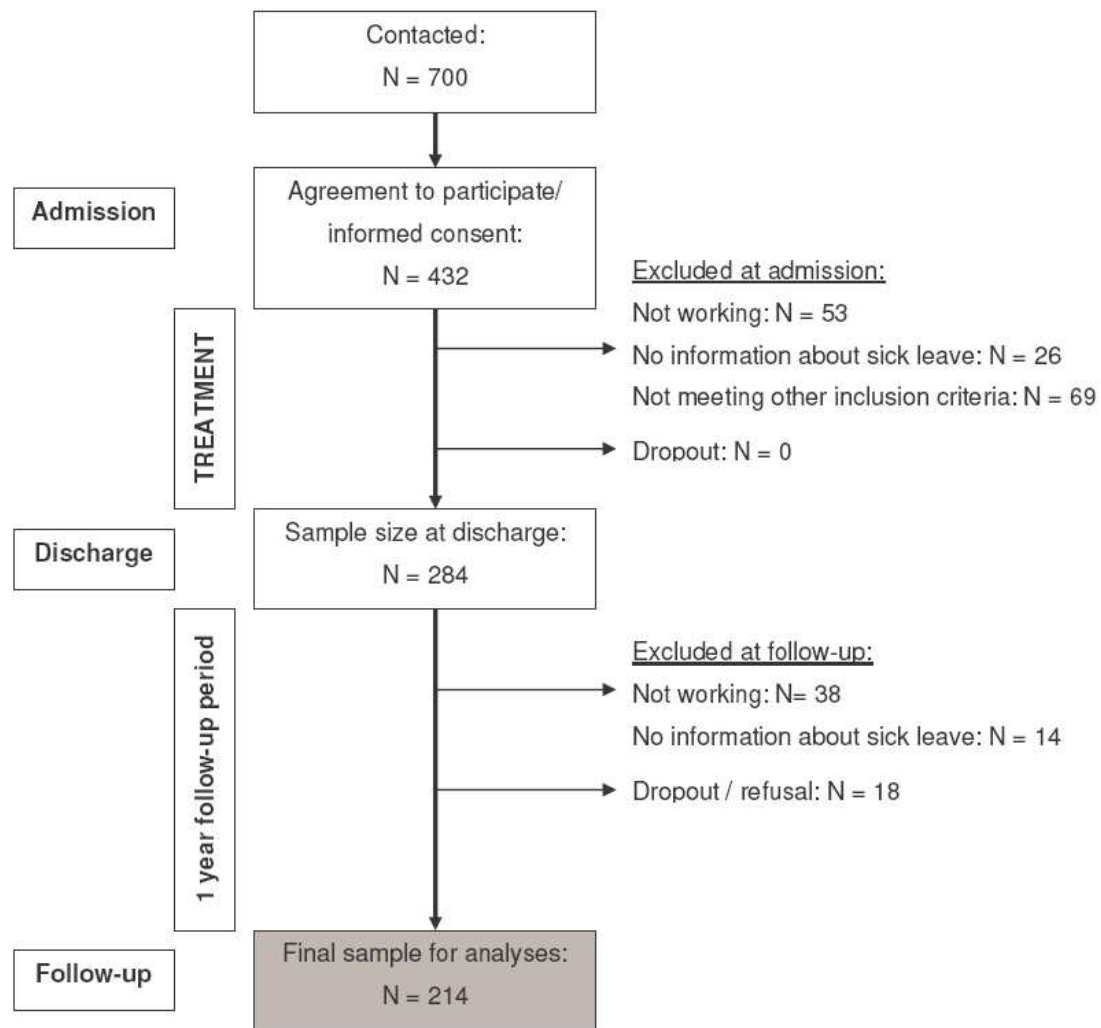 Contacted:
N = 700
Admission
Agreement to participate/
informed consent:
N = 432
Excluded at admission:
Not working: N = 53
No information about sick leave: N = 26
Not meeting other inclusion criteria: N = 69
Dropout: N = 0
TREATMENT
Discharge
Sample size at discharge:
N = 284
Excluded at follow-up:
Not working: N= 38
No information about sick leave: N = 14
Dropout / refusal: N = 18
1 year follow-up period
Follow-up
Final sample for analyses:
N = 214